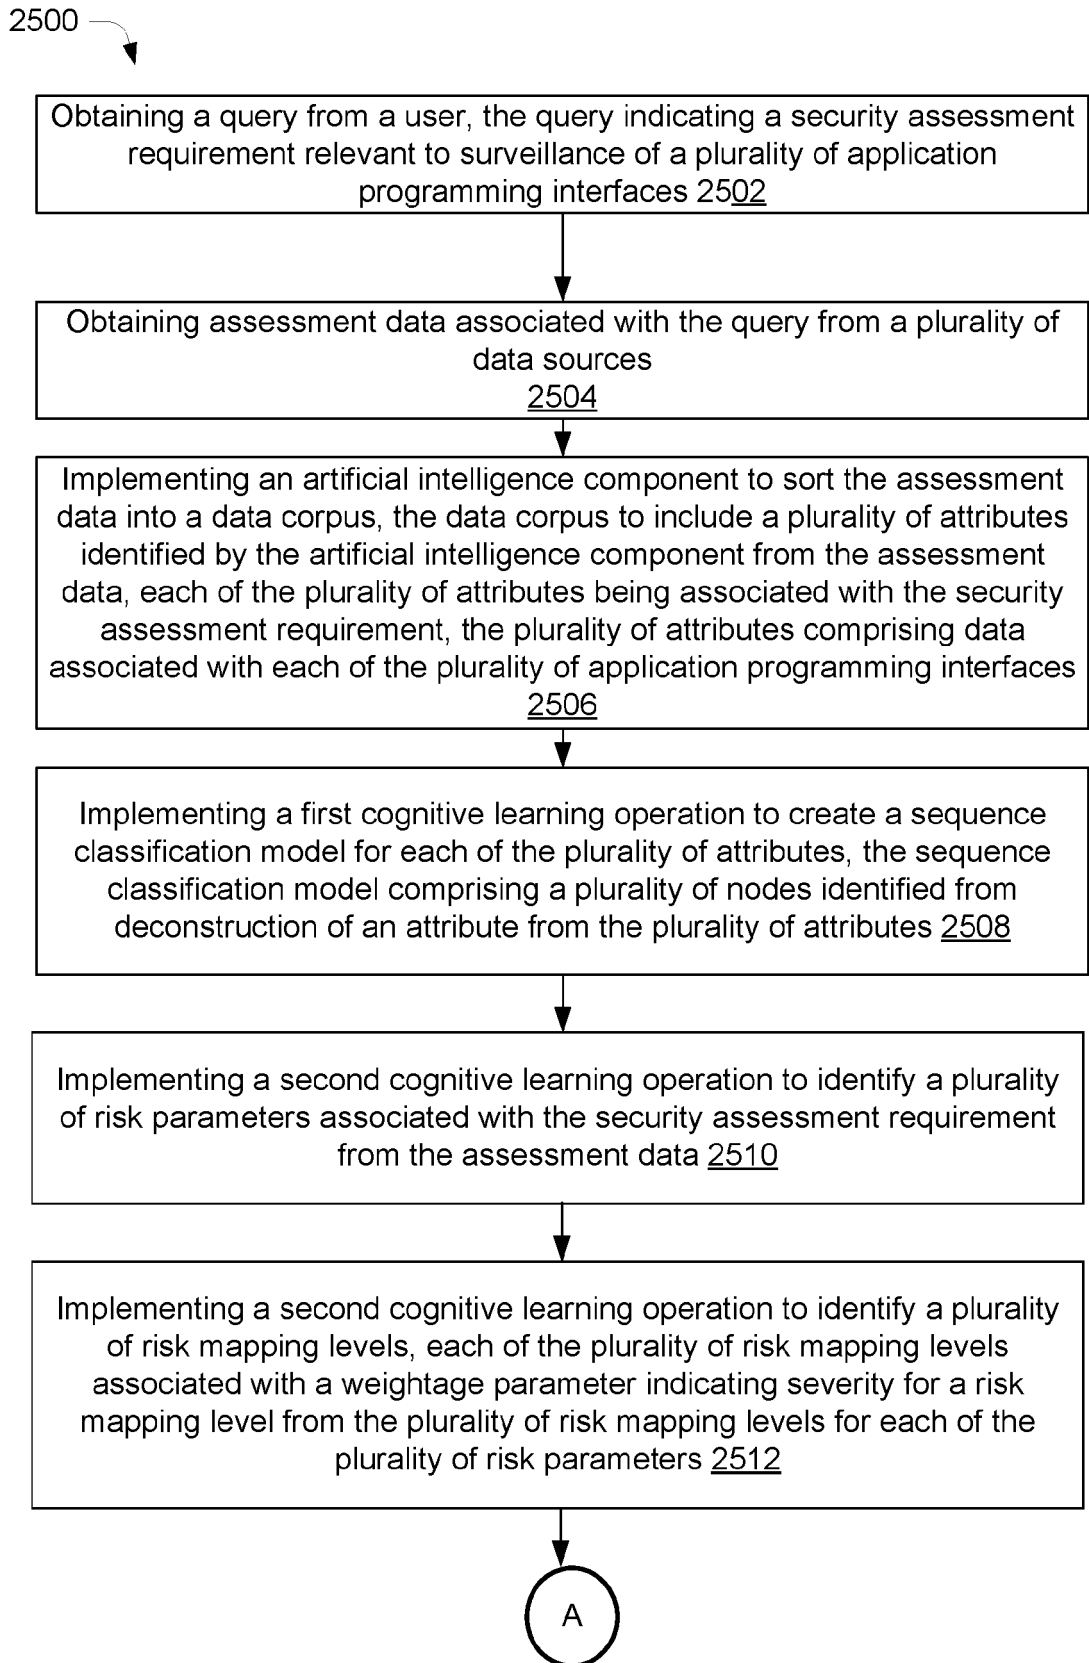 2500
Obtaining a query from a user, the query indicating a security assessment
requirement relevant to surveillance of a plurality of application
programming interfaces 2502
Obtaining assessment data associated with the query from a plurality of
data sources
2504
Implementing an artificial intelligence component to sort the assessment
data into a data corpus, the data corpus to include a plurality of attributes
identified by the artificial intelligence component from the assessment
data, each of the plurality of attributes being associated with the security
assessment requirement, the plurality of attributes comprising data
associated with each of the plurality of application programming interfaces
2506
Implementing a first cognitive learning operation to create a sequence
classification model for each of the plurality of attributes, the sequence
classification model comprising a plurality of nodes identified from
deconstruction of an attribute from the plurality of attributes 2508
Implementing a second cognitive learning operation to identify a plurality
of risk parameters associated with the security assessment requirement
from the assessment data 2510
Implementing a second cognitive learning operation to identify a plurality
of risk mapping levels, each of the plurality of risk mapping levels
associated with a weightage parameter indicating severity for a risk
mapping level from the plurality of risk mapping levels for each of the
plurality of risk parameters 2512
A